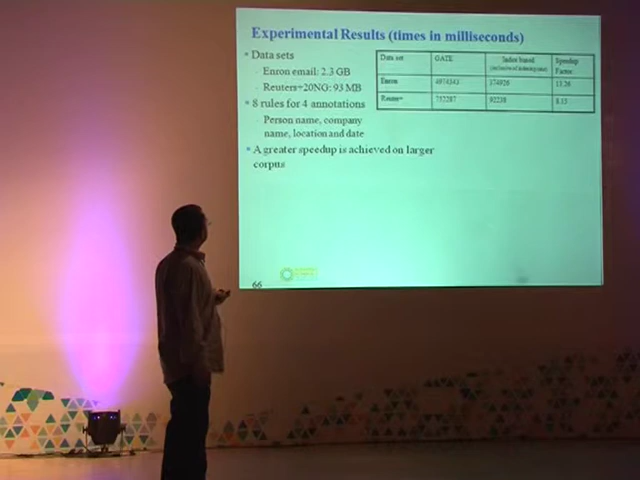 Experimental Results (times in milliseconds)
Data sets
Enron email: 2.3 GB
Reuters+20NG: 93 MB
8 rules for 4 annotations
Person name, company
name, location and date
A greater speedup is achieved on larger
corpus
Data set GATE Index based Speedup
Factor
Enron 4974343 374926 13.26
Reuters+ 752287 92238 8.15
66